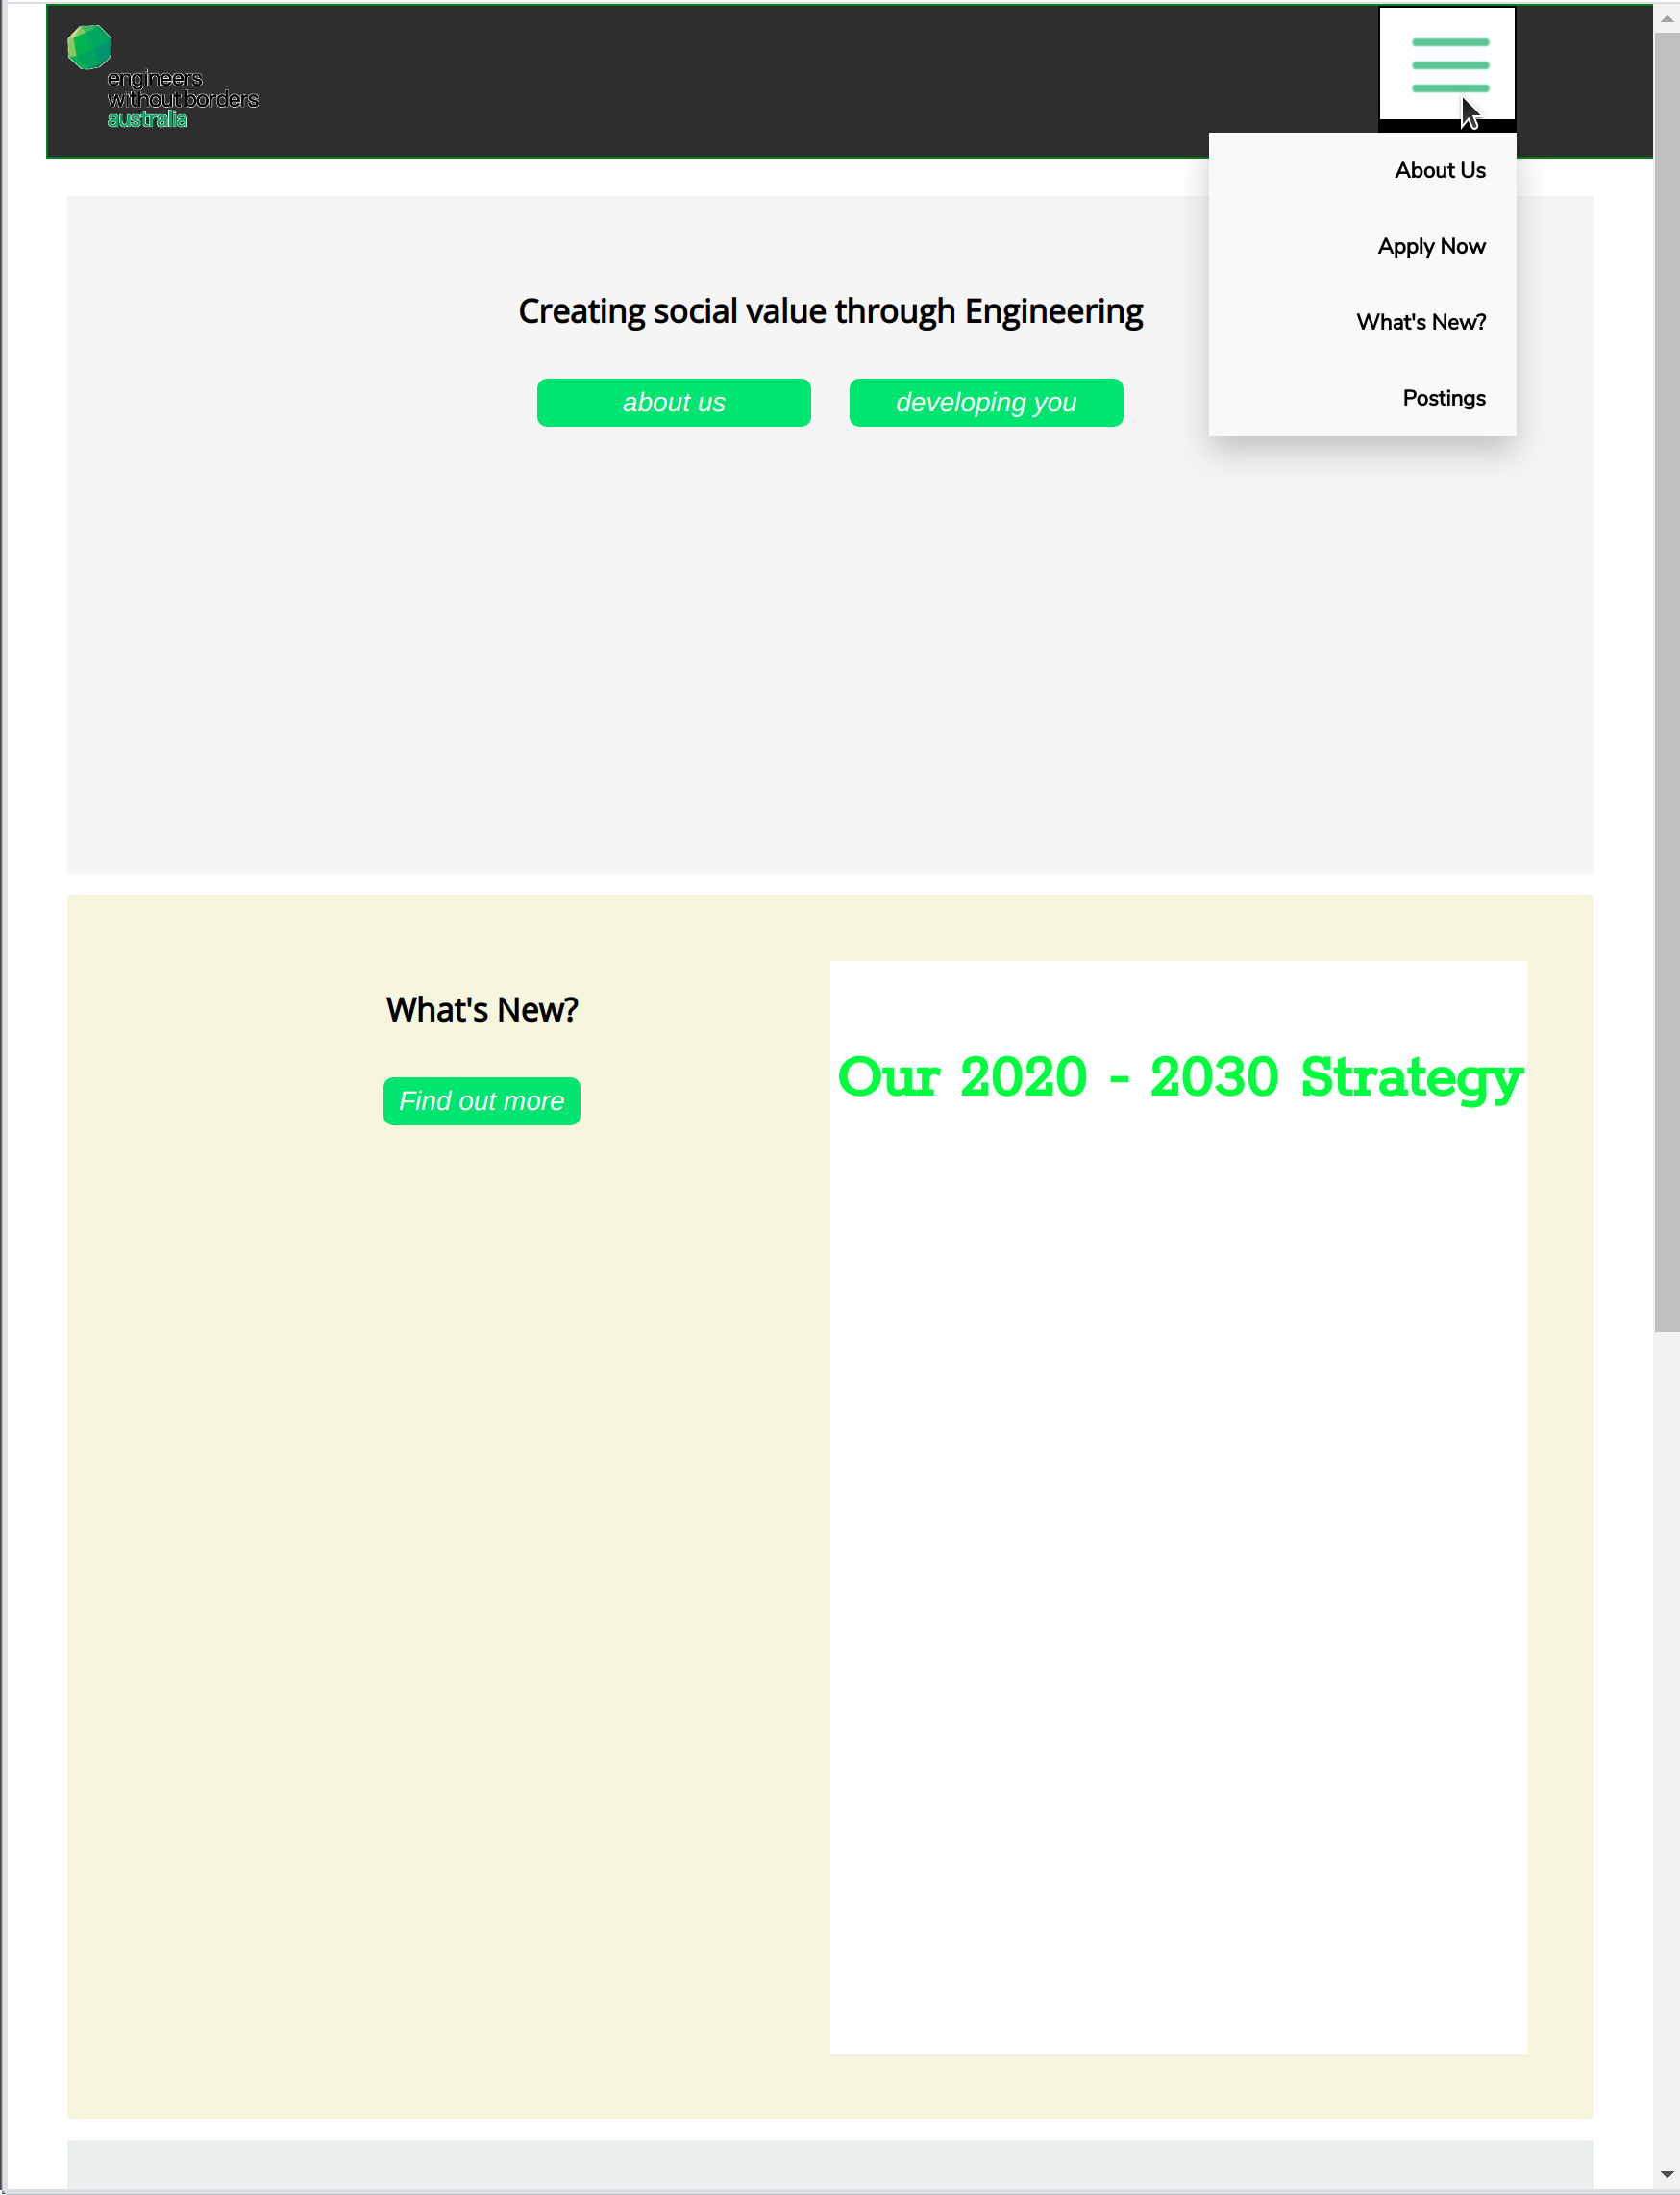 engineers
without borders
australia
About Us
Apply Now
What's New?
Postings
Creating social value through Engineering
about us
developing you
What's New?
Find out more
Our 2020 - 2030 Strategy